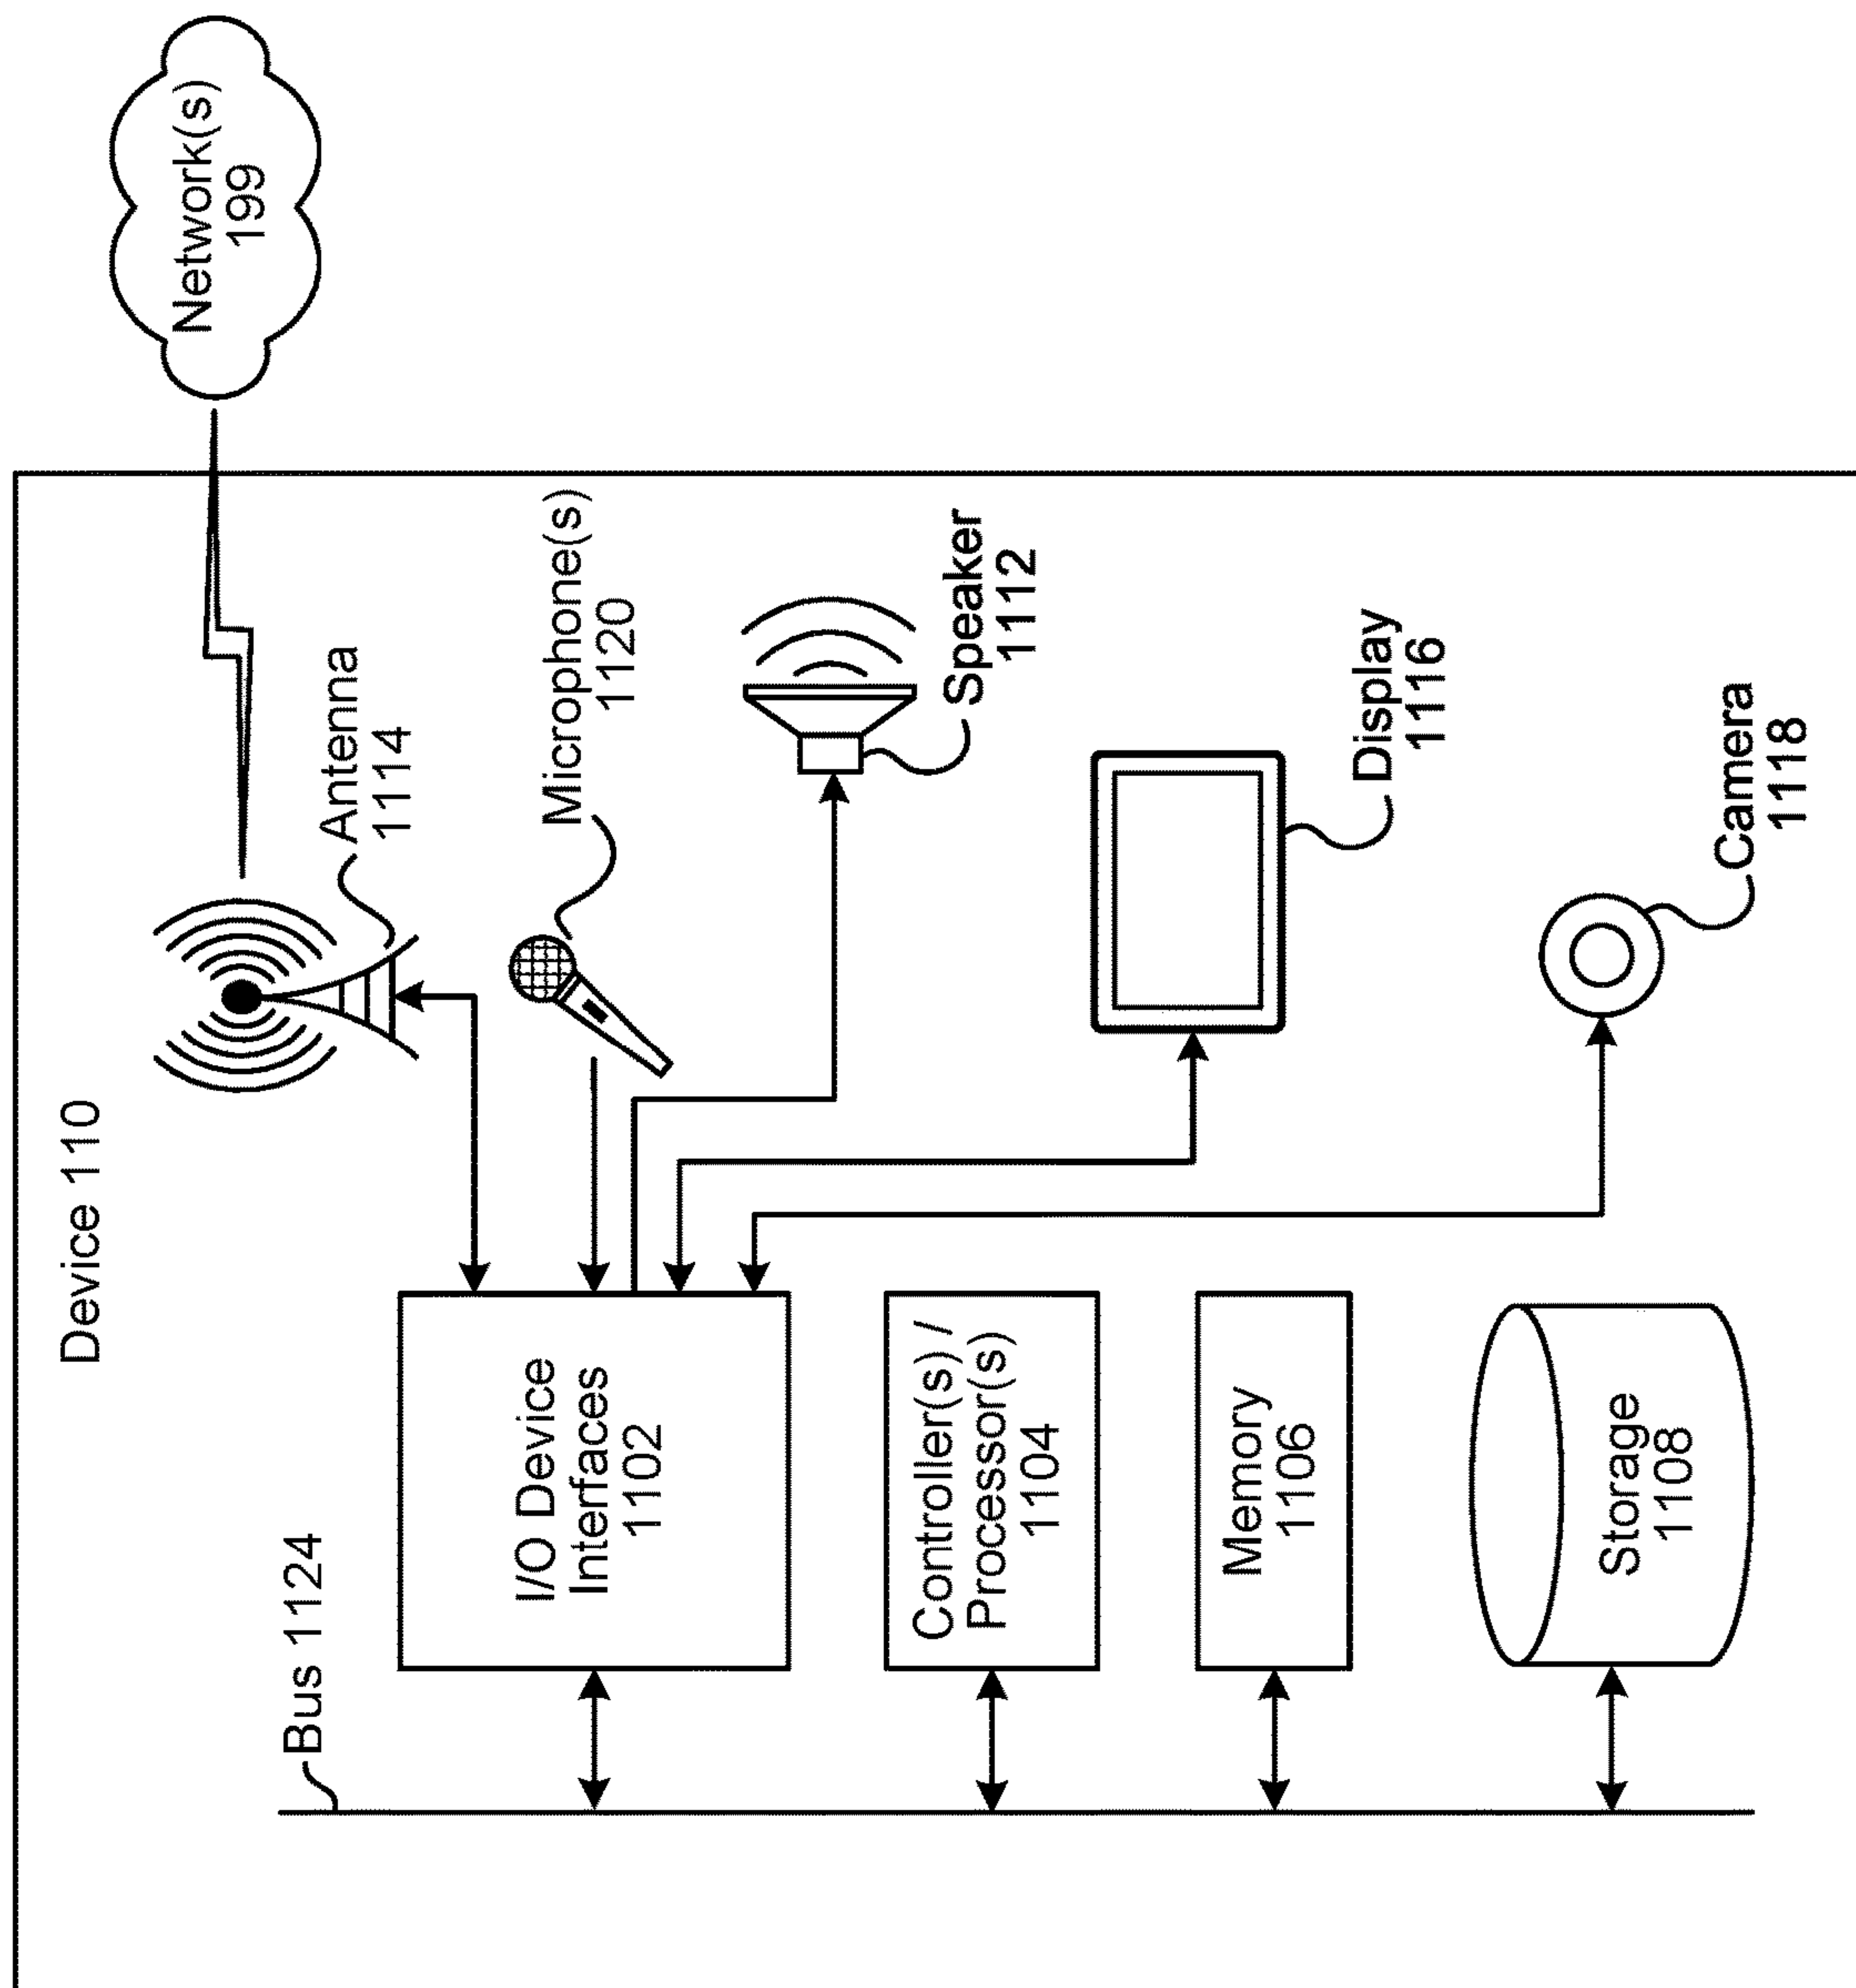 Device 110
Network(s)
199
Antenna
1114
Bus 1124
I/O Device
Interfaces
1102
Microphone(s)
1120
Speaker
1112
Controller(s) /
Processor(s)
1104
Display
1116
Memory
1106
Storage
1108
Camera
1118